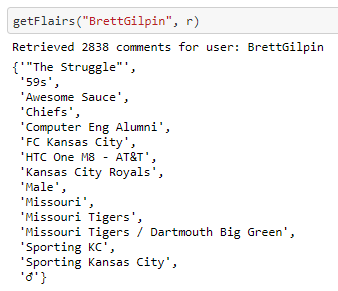 getFlairs("BrettGilpin", r)
Retrieved 2838 comments for user: BrettGilpin
{'"The Struggle"',
'59s',
'Awesome Sauce',
'Chiefs',
'Computer Eng Alumni',
'FC Kansas City',
'HTC One M8 - AT&T',
'Kansas City Royals',
'Male',
'Missouri',
'Missouri Tigers',
'Missouri Tigers / Dartmouth Big Green',
'Sporting KC',
'Sporting Kansas City',
'♂'}